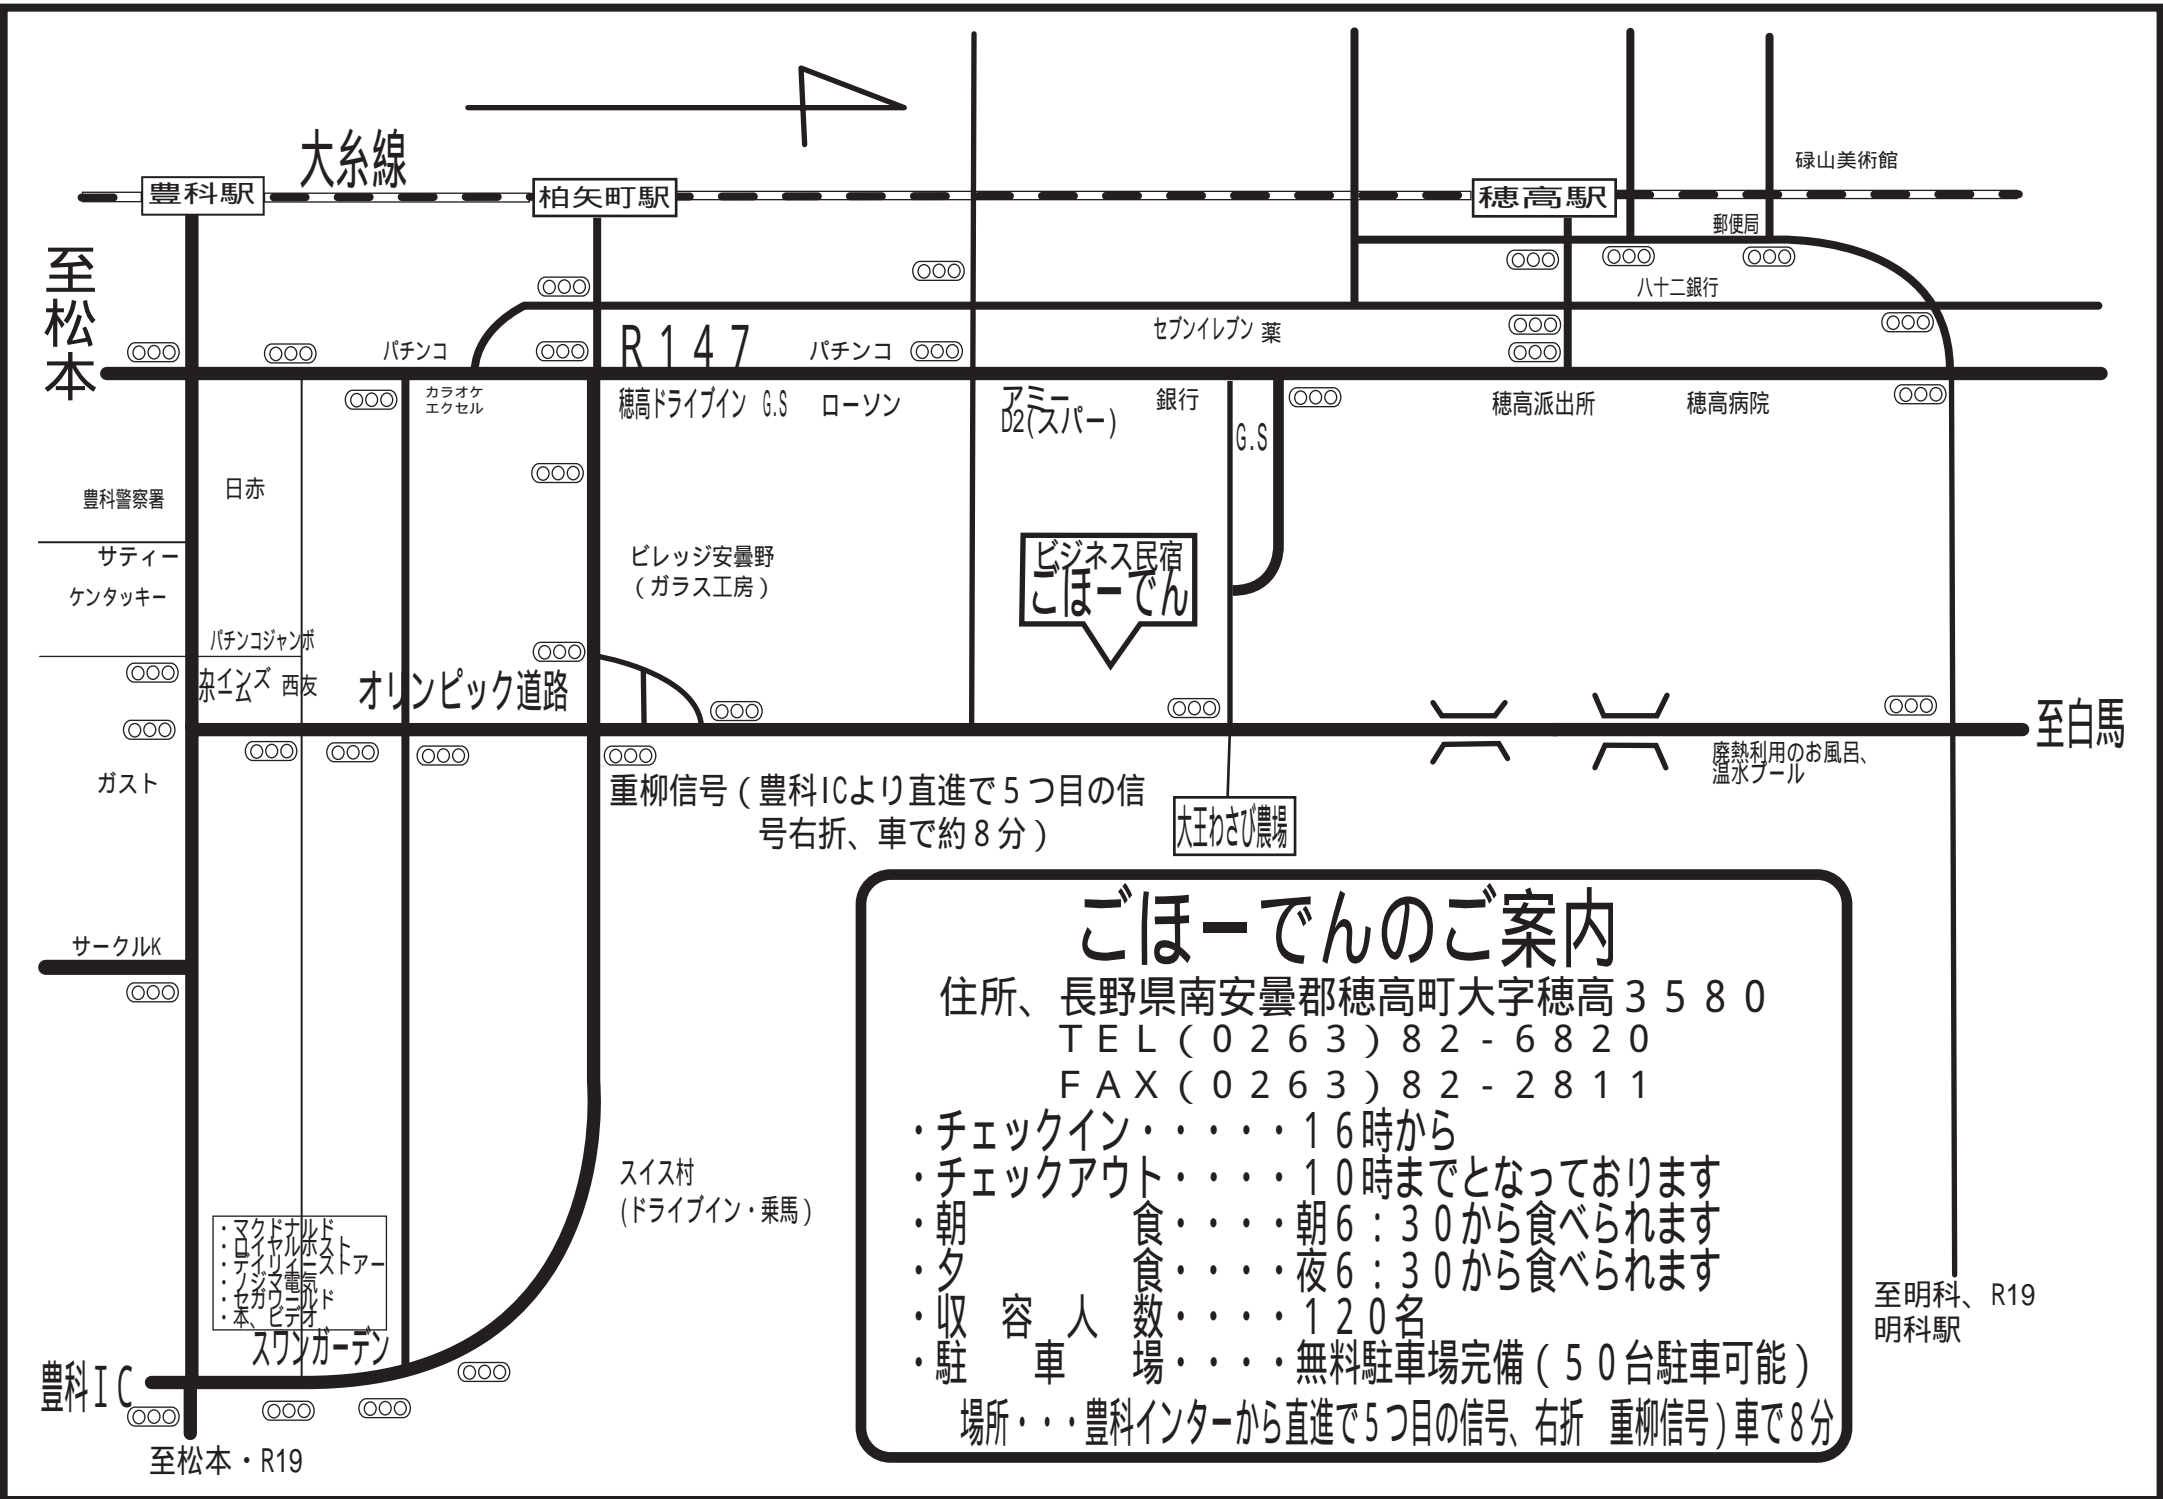 大糸線
碌山美術館
豊科駅
柏矢町駅
穂高駅
郵便局
至松本
八十二銀行
R147
セブンイレブン 薬
パチンコ
パチンコ
カラオケ
エクセル
穂高ドライブイン G.S
ローソン
アミー
D2(スパー)
銀行
G.S
穂高派出所
穂高病院
豊科警察署
日赤
サティー
ケンタッキー
ビレッジ安曇野
(ガラス工房)
ビジネス民宿
ごほーでん
パチンコジャンボ
カインズ
ホーム
西友
オリンピック道路
至白馬
ガスト
重柳信号(豊科ICより直進で5つ目の信
号右折、車で約8分)
廃熱利用のお風呂、
温水プール
大王わさび農場
サークルK
ごほーでんのご案内
住所、長野県南安曇郡穂高町大字穂高3580
TEL(0263)82-6820
FAX(0263)82-2811
・チェックイン・・・・・16時から
・チェックアウト・・・・10時までとなっております
・朝 食・・・・朝6:30から食べられます
・夕 食・・・・夜6:30から食べられます
・収 容 人 数・・・・120名
・駐 車 場・・・・無料駐車場完備(50台駐車可能)
場所・・・豊科インターから直進で5つ目の信号、右折 重柳信号)車で8分
スイス村
(ドライブイン・乗馬)
・マクドナルド
・ロイヤルホスト
・デイリィーストアー
・ノジマ電気
・セガワールド
・本、ビデオ
スワンガーデン
豊科IC
至松本・R19
至明科、R19
明科駅